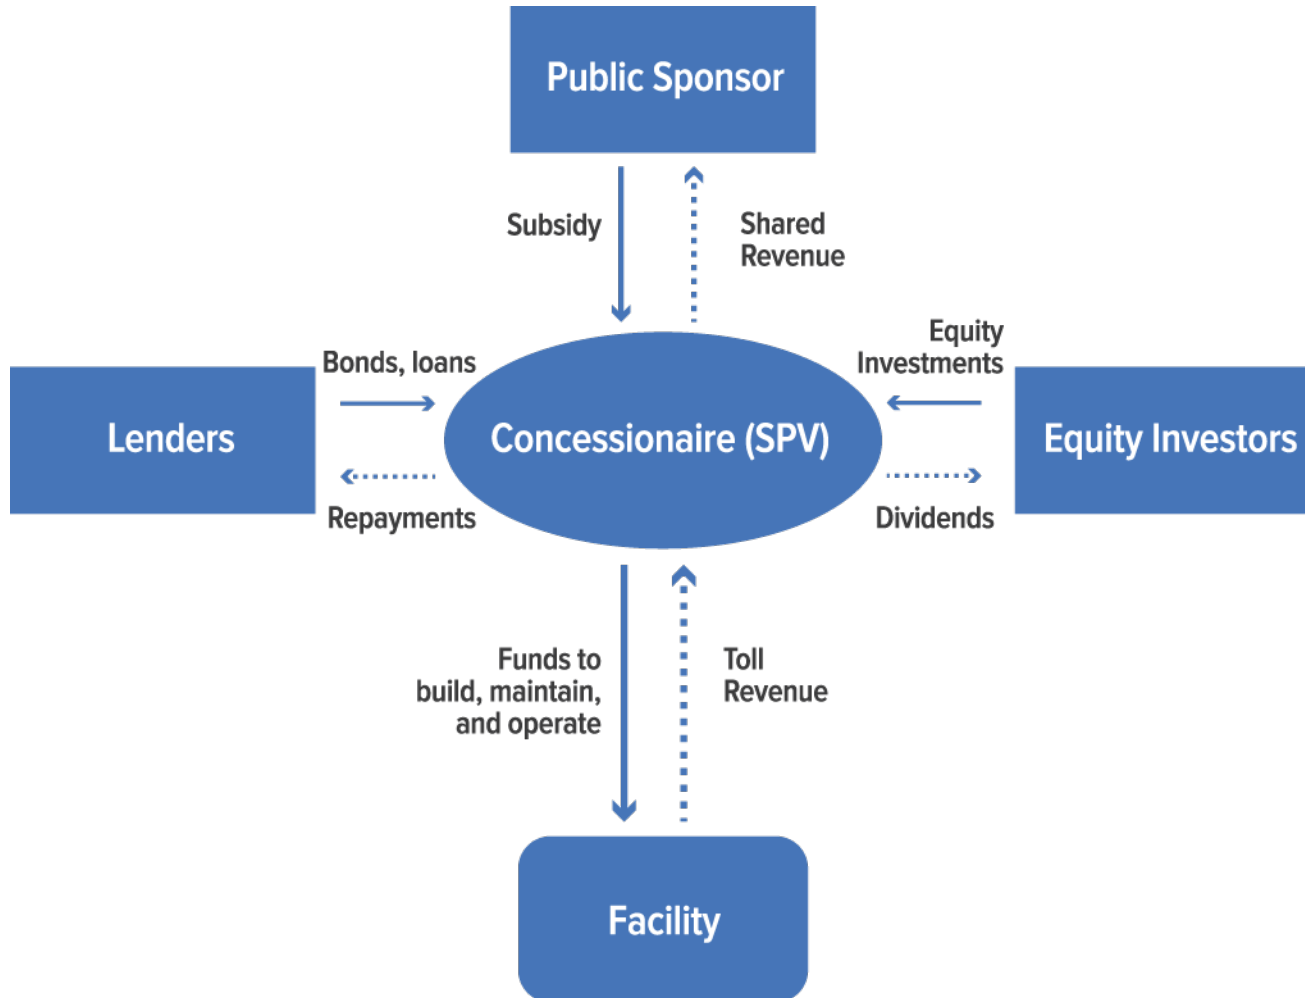 Public Sponsor
Subsidy
Shared
Revenue
Bonds, loans
Equity
Investments
Lenders
Concessionaire (SPV)
Equity Investors
Repayments
Dividends
Funds to
build, maintain,
and operate
Toll
Revenue
Facility